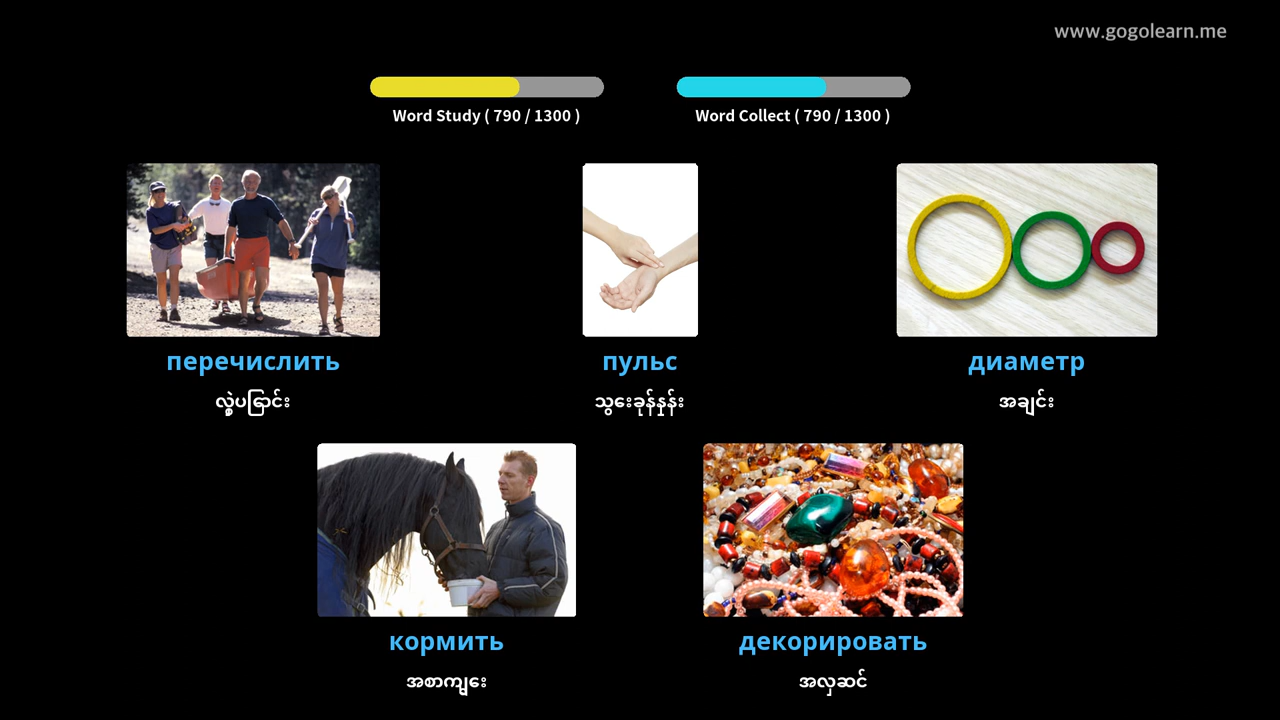 www.gogolearn.me
Word Study ( 790 / 1300 )
Word Collect ( 790 / 1300 )
перечислить
пульс
диаметр
လွှဲပြောင်း
သွေးခုန်နှုန်း
အချင်း
кормить
декорировать
အစာကျွေး
အလှဆင်